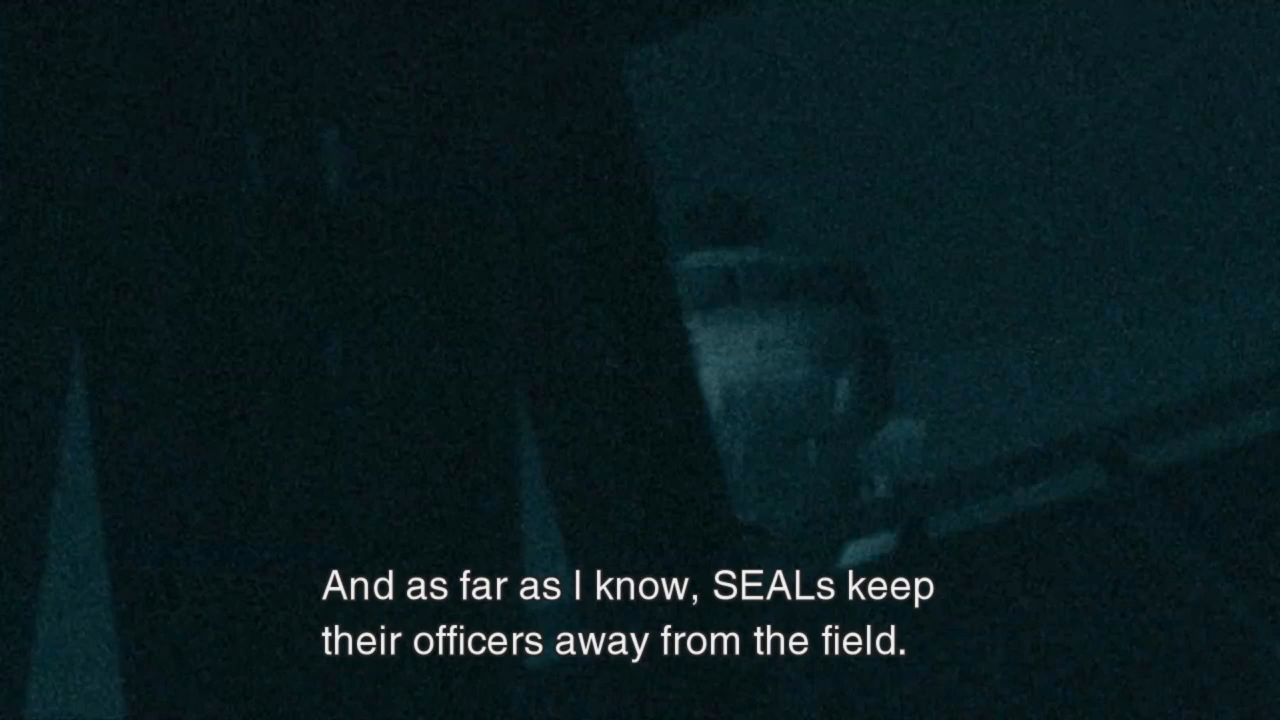 And as far as I know, SEALs keep
their officers away from the field.